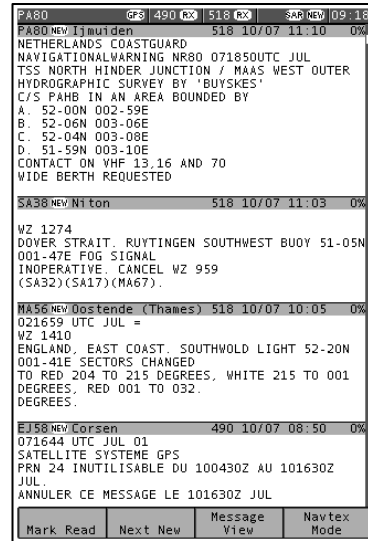 PA80 GPS 490 RX 518 RX SAR NEW 09:18
PA80 NEW Ijmuiden 518 10/07 11:10 0%
NETHERLANDS COASTGUARD
NAVIGATIONALWARNING NR80 071850UTC JUL
TSS NORTH HINDER JUNCTION / MAAS WEST OUTER
HYDROGRAPHIC SURVEY BY 'BUYSKES'
C/S PAHB IN AN AREA BOUNDED BY
A. 52-00N 002-59E
B. 52-06N 003-06E
C. 52-04N 003-08E
D. 51-59N 003-10E
CONTACT ON VHF 13,16 AND 70
WIDE BERTH REQUESTED
SA38 NEW Niton 518 10/07 11:03 0%
WZ 1274
DOVER STRAIT. RUYTINGEN SOUTHWEST BUOY 51-05N
001-47E FOG SIGNAL
INOPERATIVE. CANCEL WZ 959
(SA32)(SA17)(MA67).
MA56 NEW Oostende (Thames) 518 10/07 10:05 0%
021659 UTC JUL =
WZ 1410
ENGLAND, EAST COAST. SOUTHWOLD LIGHT 52-20N
001-41E SECTORS CHANGED
TO RED 204 TO 215 DEGREES, WHITE 215 TO 001
DEGREES, RED 001 TO 032.
DEGREES.
EJ58 NEW Corsen 490 10/07 08:50 0%
071644 UTC JUL 01
SATELLITE SYSTEME GPS
PRN 24 INUTILISABLE DU 100430Z AU 101630Z
JUL.
ANNULER CE MESSAGE LE 101630Z JUL
Mark Read Next New Message View Navtex Mode